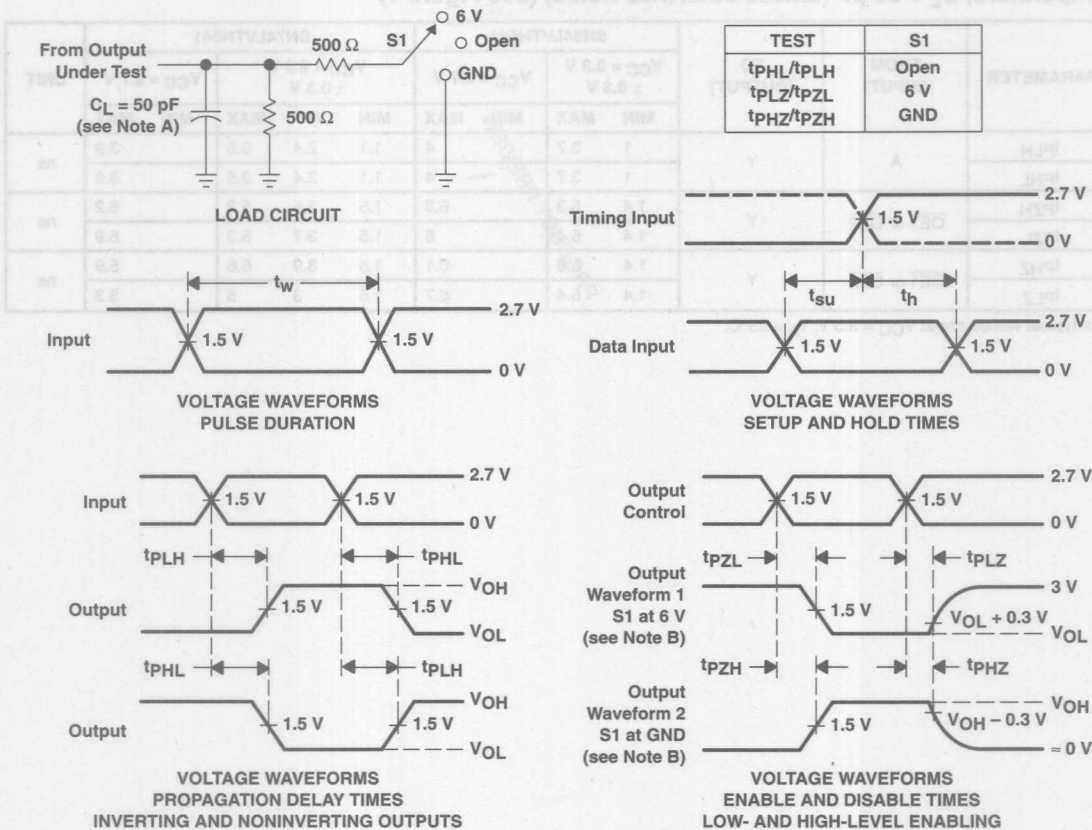 From Output
Under Test
CL = 50 pF
(see Note A)
500 Ω
500 Ω
S1
6 V
Open
GND
LOAD CIRCUIT
TEST S1
tPHL/tPLH Open
tPLZ/tPZL 6 V
tPHZ/tPZH GND
Timing Input
1.5 V
2.7 V
0 V
tsu
th
Data Input
1.5 V
1.5 V
2.7 V
0 V
VOLTAGE WAVEFORMS
SETUP AND HOLD TIMES
tw
Input
1.5 V
1.5 V
2.7 V
0 V
VOLTAGE WAVEFORMS
PULSE DURATION
Input
1.5 V
1.5 V
2.7 V
0 V
tPLH
tPHL
Output
1.5 V
1.5 V
VOH
VOL
tPHL
tPLH
Output
1.5 V
1.5 V
VOH
VOL
VOLTAGE WAVEFORMS
PROPAGATION DELAY TIMES
INVERTING AND NONINVERTING OUTPUTS
Output
Control
1.5 V
1.5 V
2.7 V
0 V
tPZL
tPLZ
Output
Waveform 1
S1 at 6 V
(see Note B)
1.5 V
3 V
VOL + 0.3 V
VOL
tPZH
tPHZ
Output
Waveform 2
S1 at GND
(see Note B)
1.5 V
VOH
VOH − 0.3 V
≈ 0 V
VOLTAGE WAVEFORMS
ENABLE AND DISABLE TIMES
LOW- AND HIGH-LEVEL ENABLING